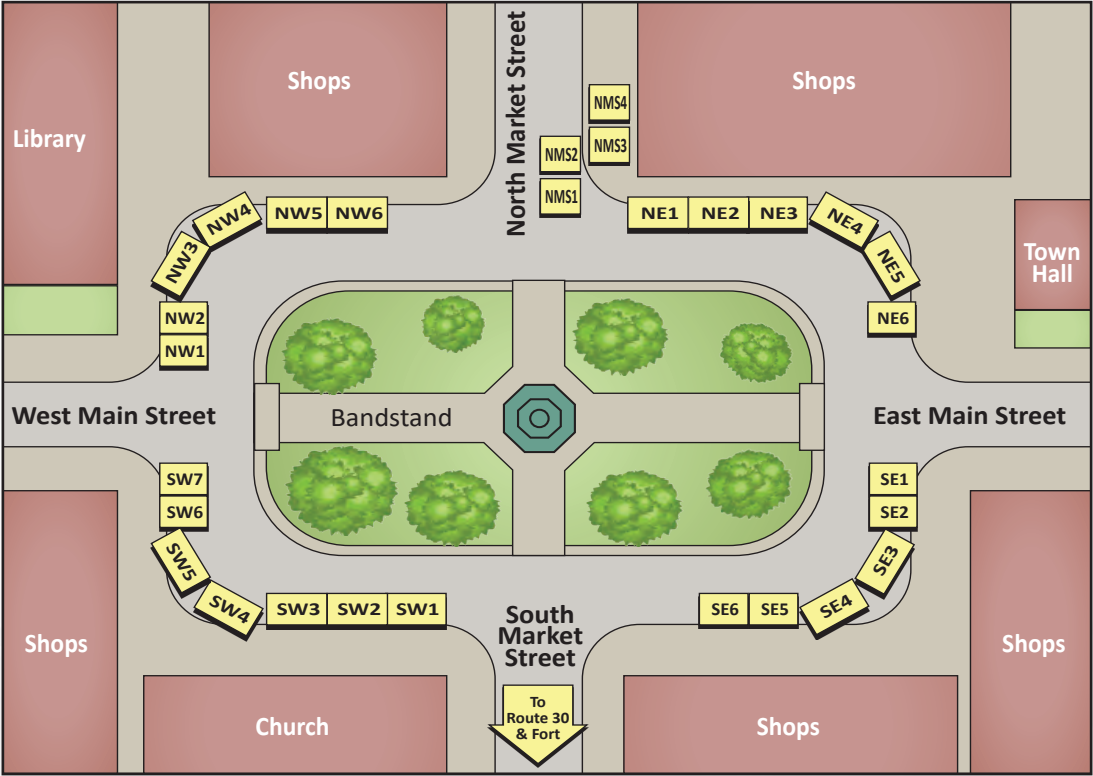 Library
Shops
North Market Street
NMS4
NMS3
NMS2
NMS1
Shops
NW4
NW5
NW6
NW3
NW2
NW1
NE1
NE2
NE3
NE4
NE5
NE6
Town
Hall
West Main Street
Bandstand
East Main Street
SW7
SW6
SW5
SW4
SW3
SW2
SW1
SE1
SE2
SE3
SE4
SE5
SE6
South
Market
Street
Shops
Church
To
Route 30
& Fort
Shops
Shops